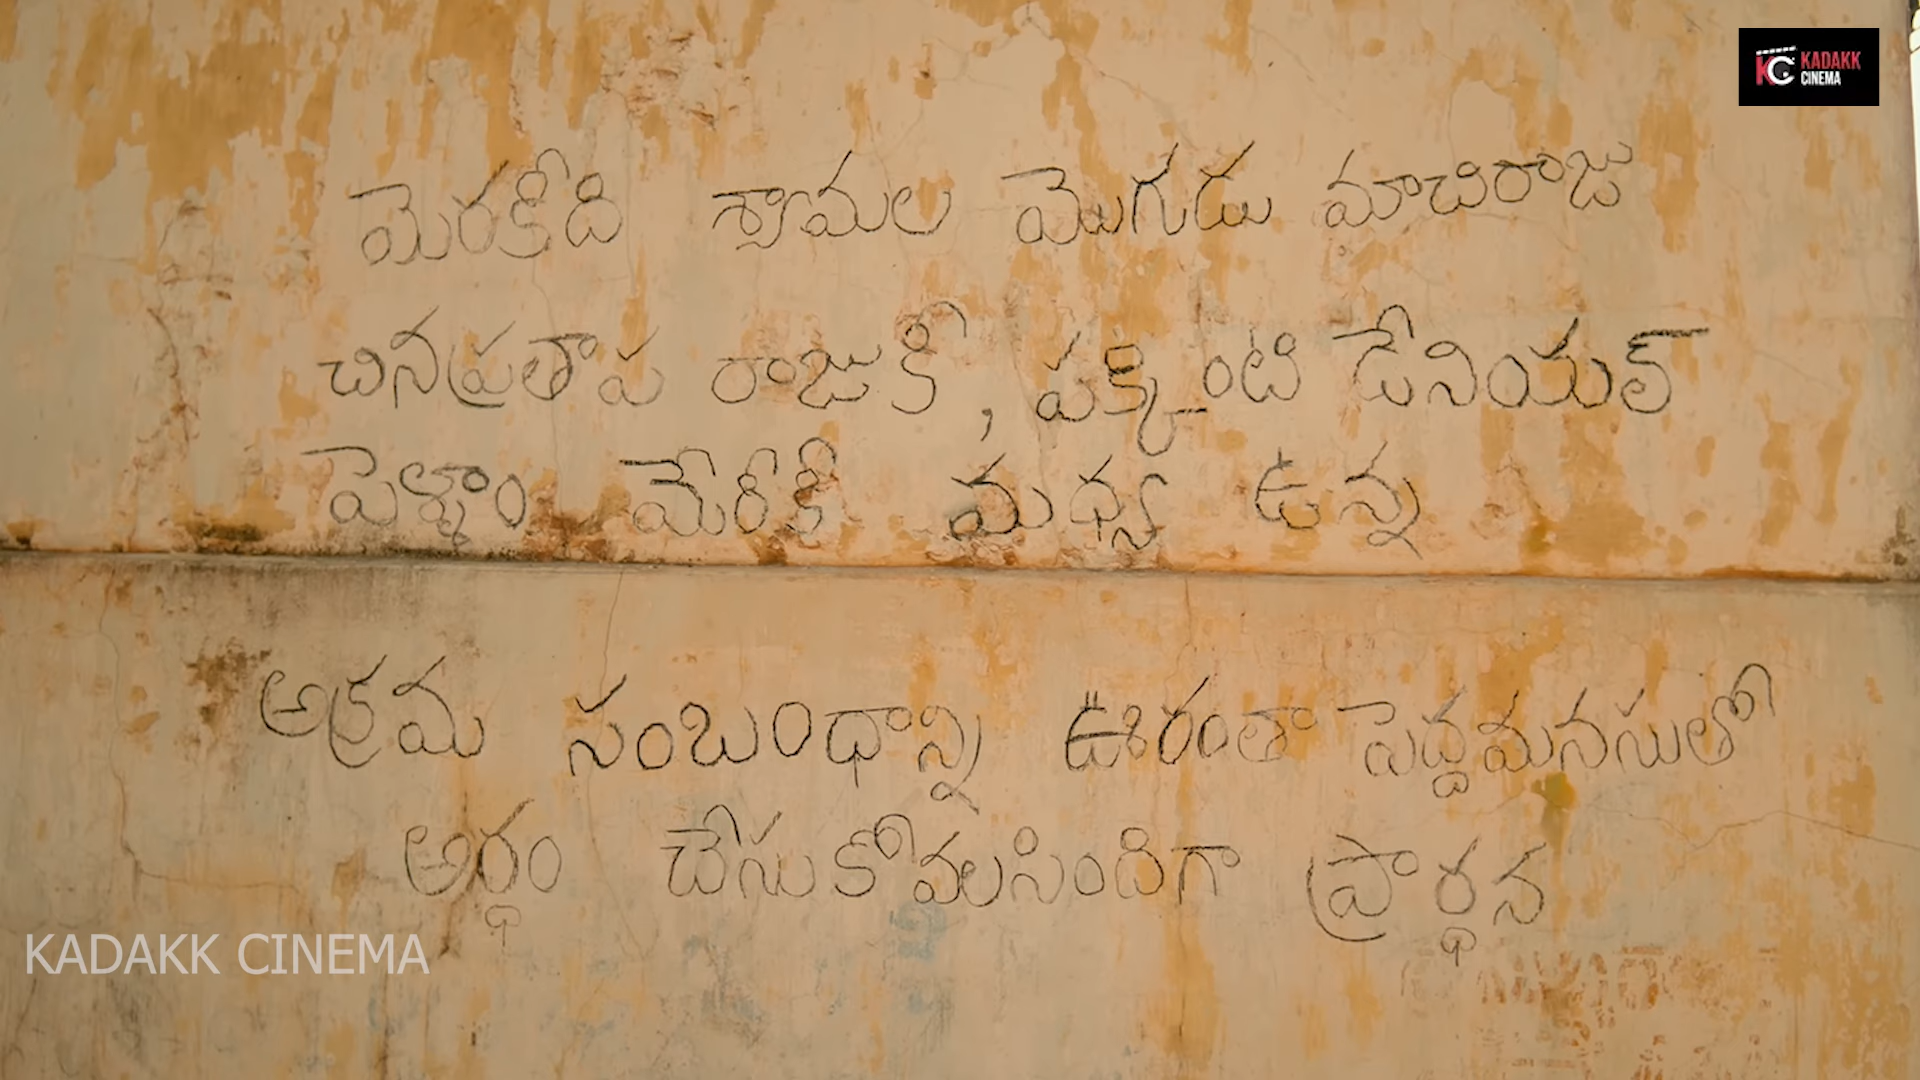 KADAKK
CINEMA
మెరకీది శ్యామల మొగడు మాచిరాజు
చినప్రతాప రాజుకీ, పక్కింటి డేనియల్
పెళ్ళాం మేరీకీ మధ్య ఉన్న
అక్రమ సంబంధాన్ని ఊరంతా పెద్దమనసుతో
అర్ధం చేసుకోవలసిందిగా ప్రార్థన
KADAKK CINEMA